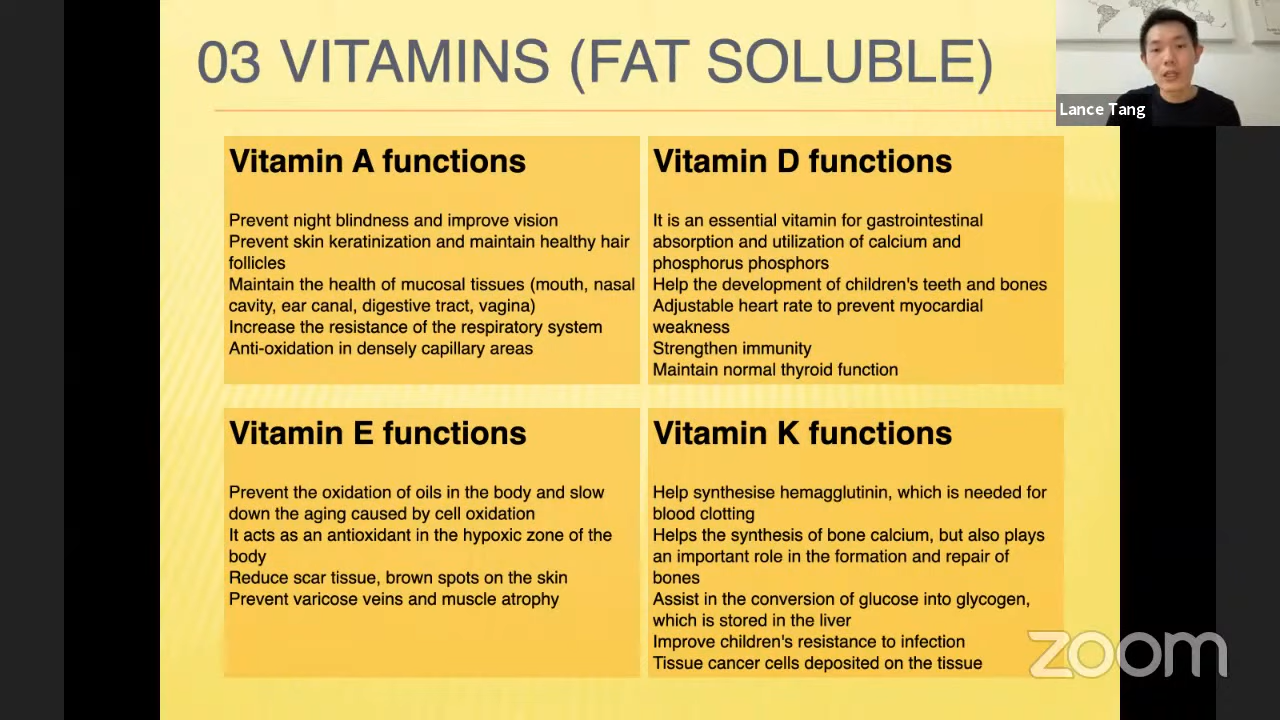 03 VITAMINS (FAT SOLUBLE)
Lance Tang
Vitamin A functions
Prevent night blindness and improve vision
Prevent skin keratinization and maintain healthy hair
follicles
Maintain the health of mucosal tissues (mouth, nasal
cavity, ear canal, digestive tract, vagina)
Increase the resistance of the respiratory system
Anti-oxidation in densely capillary areas
Vitamin D functions
It is an essential vitamin for gastrointestinal
absorption and utilization of calcium and
phosphorus phosphors
Help the development of children's teeth and bones
Adjustable heart rate to prevent myocardial
weakness
Strengthen immunity
Maintain normal thyroid function
Vitamin E functions
Prevent the oxidation of oils in the body and slow
down the aging caused by cell oxidation
It acts as an antioxidant in the hypoxic zone of the
body
Reduce scar tissue, brown spots on the skin
Prevent varicose veins and muscle atrophy
Vitamin K functions
Help synthesise hemagglutinin, which is needed for
blood clotting
Helps the synthesis of bone calcium, but also plays
an important role in the formation and repair of
bones
Assist in the conversion of glucose into glycogen,
which is stored in the liver
Improve children's resistance to infection
Tissue cancer cells deposited on the tissue
zoom